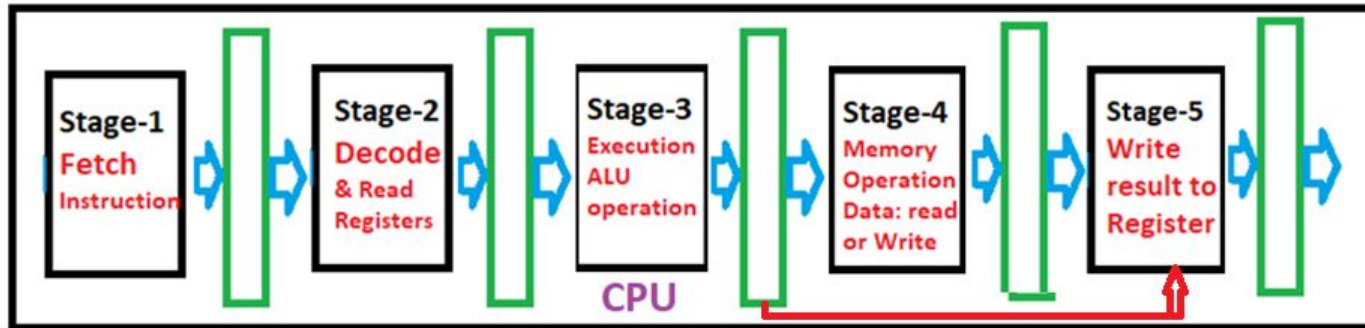 Stage-1
Fetch
Instruction
Stage-2
Decode
& Read
Registers
Stage-3
Execution
ALU
operation
Stage-4
Memory
Operation
Data: read
or Write
Stage-5
Write
result to
Register
CPU